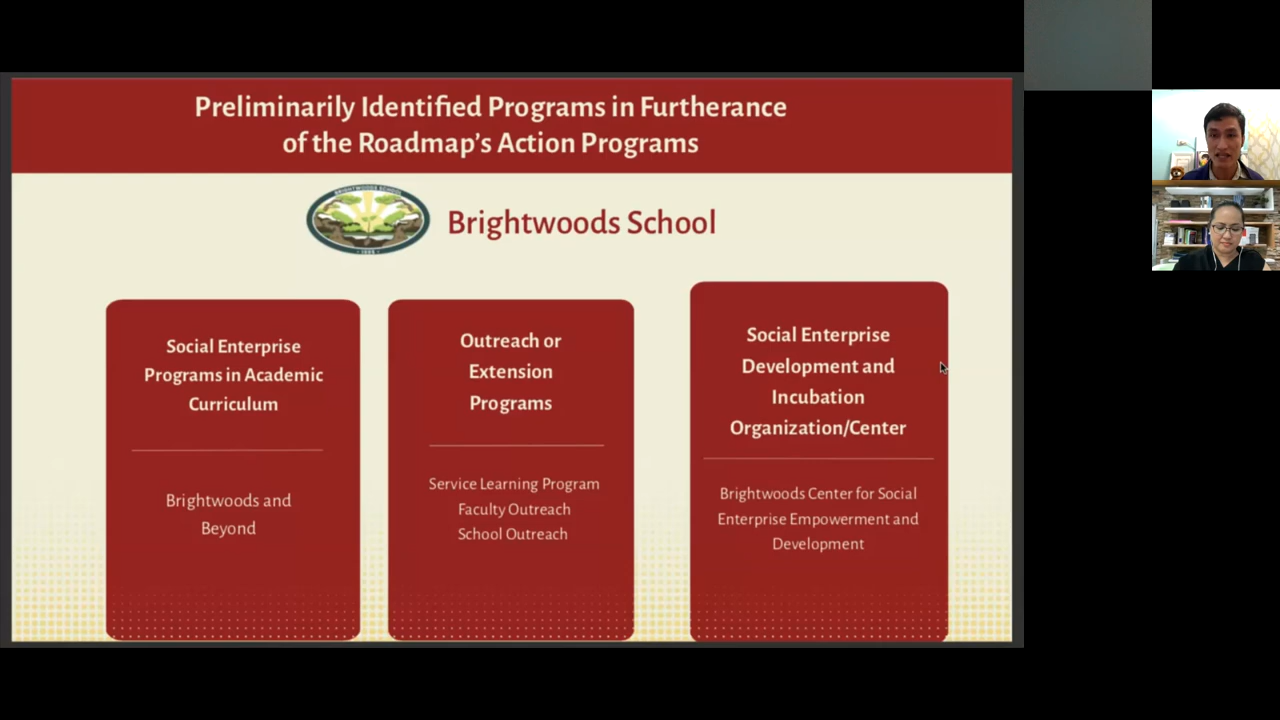 Preliminarily Identified Programs in Furtherance
of the Roadmap's Action Programs
BRIGHTWOODS SCHOOL
Brightwoods School
Social Enterprise
Programs in Academic
Curriculum
Brightwoods and
Beyond
Outreach or
Extension
Programs
Service Learning Program
Faculty Outreach
School Outreach
Social Enterprise
Development and
Incubation
Organization/Center
Brightwoods Center for Social
Enterprise Empowerment and
Development